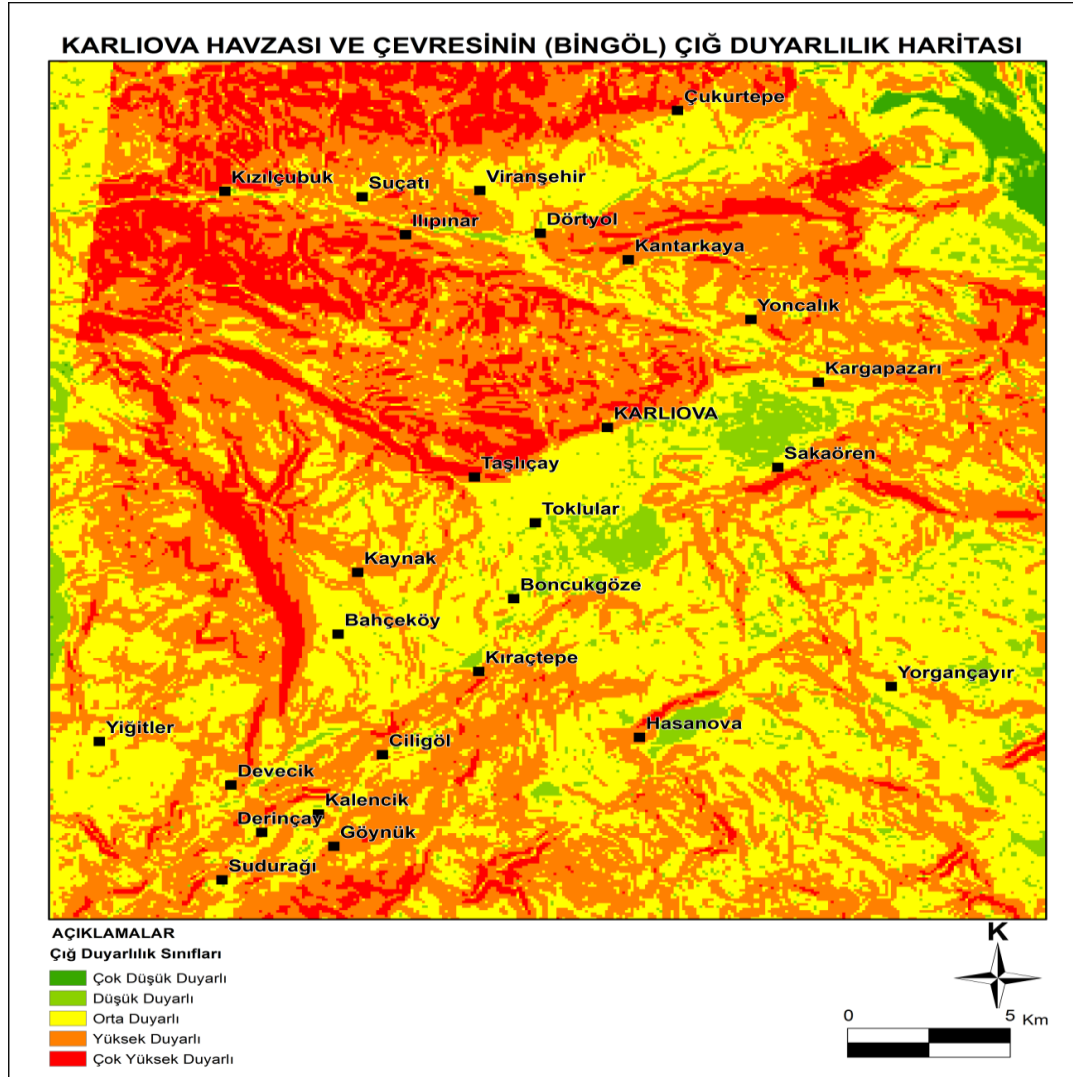 KARLIOVA HAVZASI VE ÇEVRESİNİN (BİNGÖL) ÇIĞ DUYARLILIK HARİTASI
Çukurtepe
Kızılçubuk
Suçatı
Viranşehir
Ilıpınar
Dörtyol
Kantarkaya
Yoncalık
Kargapazarı
KARLIOVA
Sakaören
Taşlıçay
Toklular
Kaynak
Boncukgöze
Bahçeköy
Kıraçtepe
Yorgançayır
Hasanova
Yiğitler
Ciligöl
Devecik
Kalencik
Derinçay
Göynük
Sudurağı
AÇIKLAMALAR
Çığ Duyarlılık Sınıfları
Çok Düşük Duyarlı
Düşük Duyarlı
Orta Duyarlı
Yüksek Duyarlı
Çok Yüksek Duyarlı
K
0 5 Km